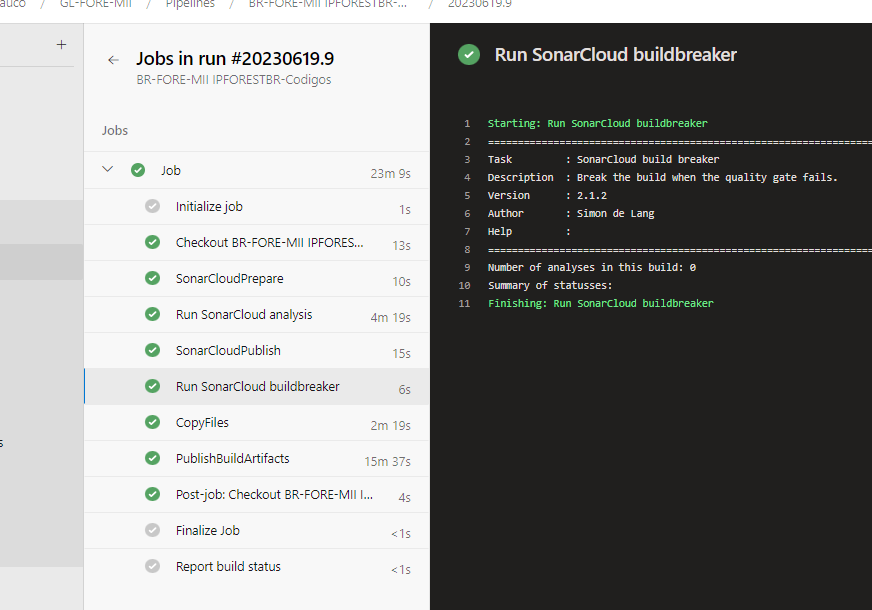 auco / GL-FORE-MII / Pipelines / BR-FORE-MII IPFORESTBR-... / 20230619.9
+
s
← Jobs in run #20230619.9
BR-FORE-MII IPFORESTBR-Codigos
Jobs
Job 23m 9s
Initialize job 1s
Checkout BR-FORE-MII IPFORES... 13s
SonarCloudPrepare 10s
Run SonarCloud analysis 4m 19s
SonarCloudPublish 15s
Run SonarCloud buildbreaker 6s
CopyFiles 2m 19s
PublishBuildArtifacts 15m 37s
Post-job: Checkout BR-FORE-MII I... 4s
Finalize Job <1s
Report build status <1s
Run SonarCloud buildbreaker
1 Starting: Run SonarCloud buildbreaker
2 ================================================================
3 Task : SonarCloud build breaker
4 Description : Break the build when the quality gate fails.
5 Version : 2.1.2
6 Author : Simon de Lang
7 Help :
8 ================================================================
9 Number of analyses in this build: 0
10 Summary of statusses:
11 Finishing: Run SonarCloud buildbreaker